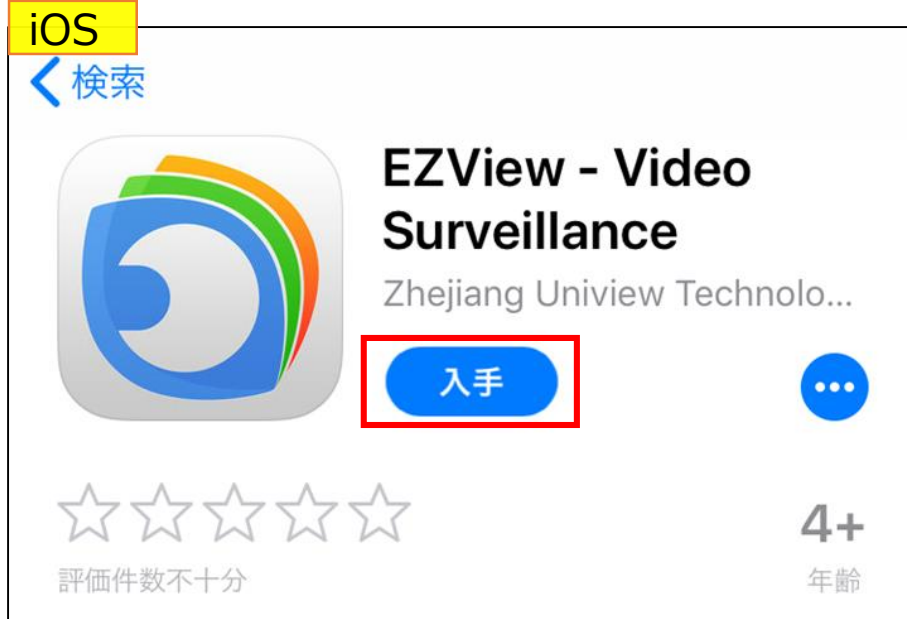 iOS
検索
EZView - Video
Surveillance
Zhejiang Uniview Technolo...
入手
4+
評価件数不十分
年齢